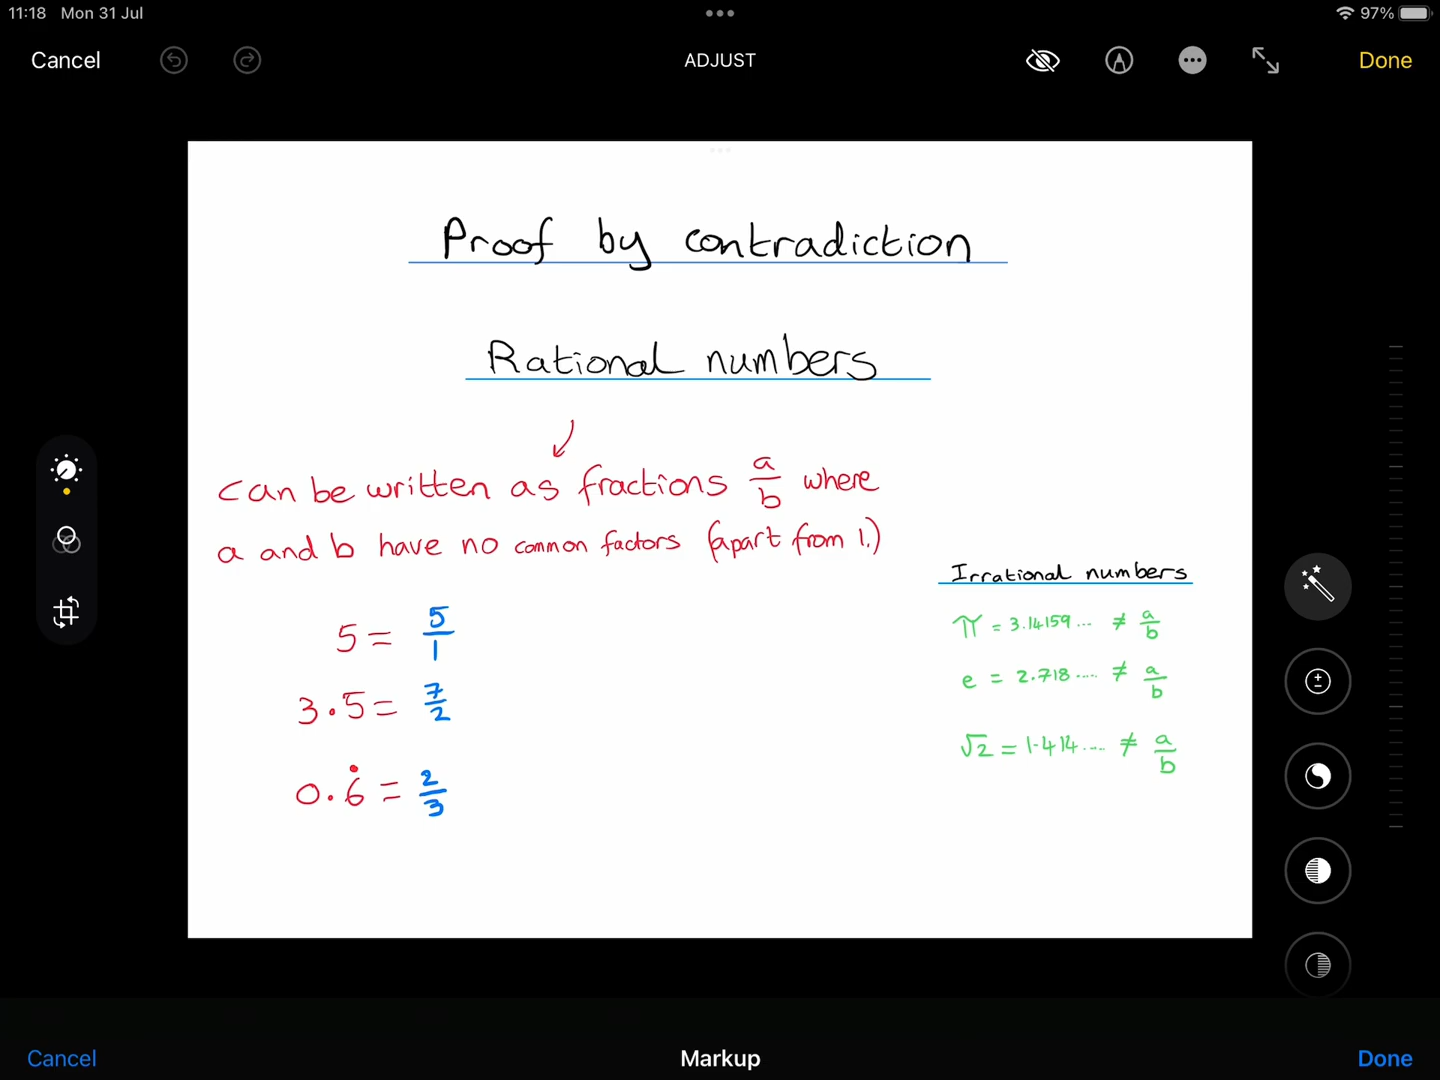 11:18 Mon 31 Jul
97%
Cancel
ADJUST
Done
Proof by contradiction
Rational numbers
can be written as fractions a/b where
a and b have no common factors (apart from 1.)
5 = 5/1
3.5 = 7/2
0.6̇ = 2/3
Irrational numbers
π = 3.14159... ≠ a/b
e = 2.718.... ≠ a/b
√2 = 1.414.... ≠ a/b
Cancel
Markup
Done